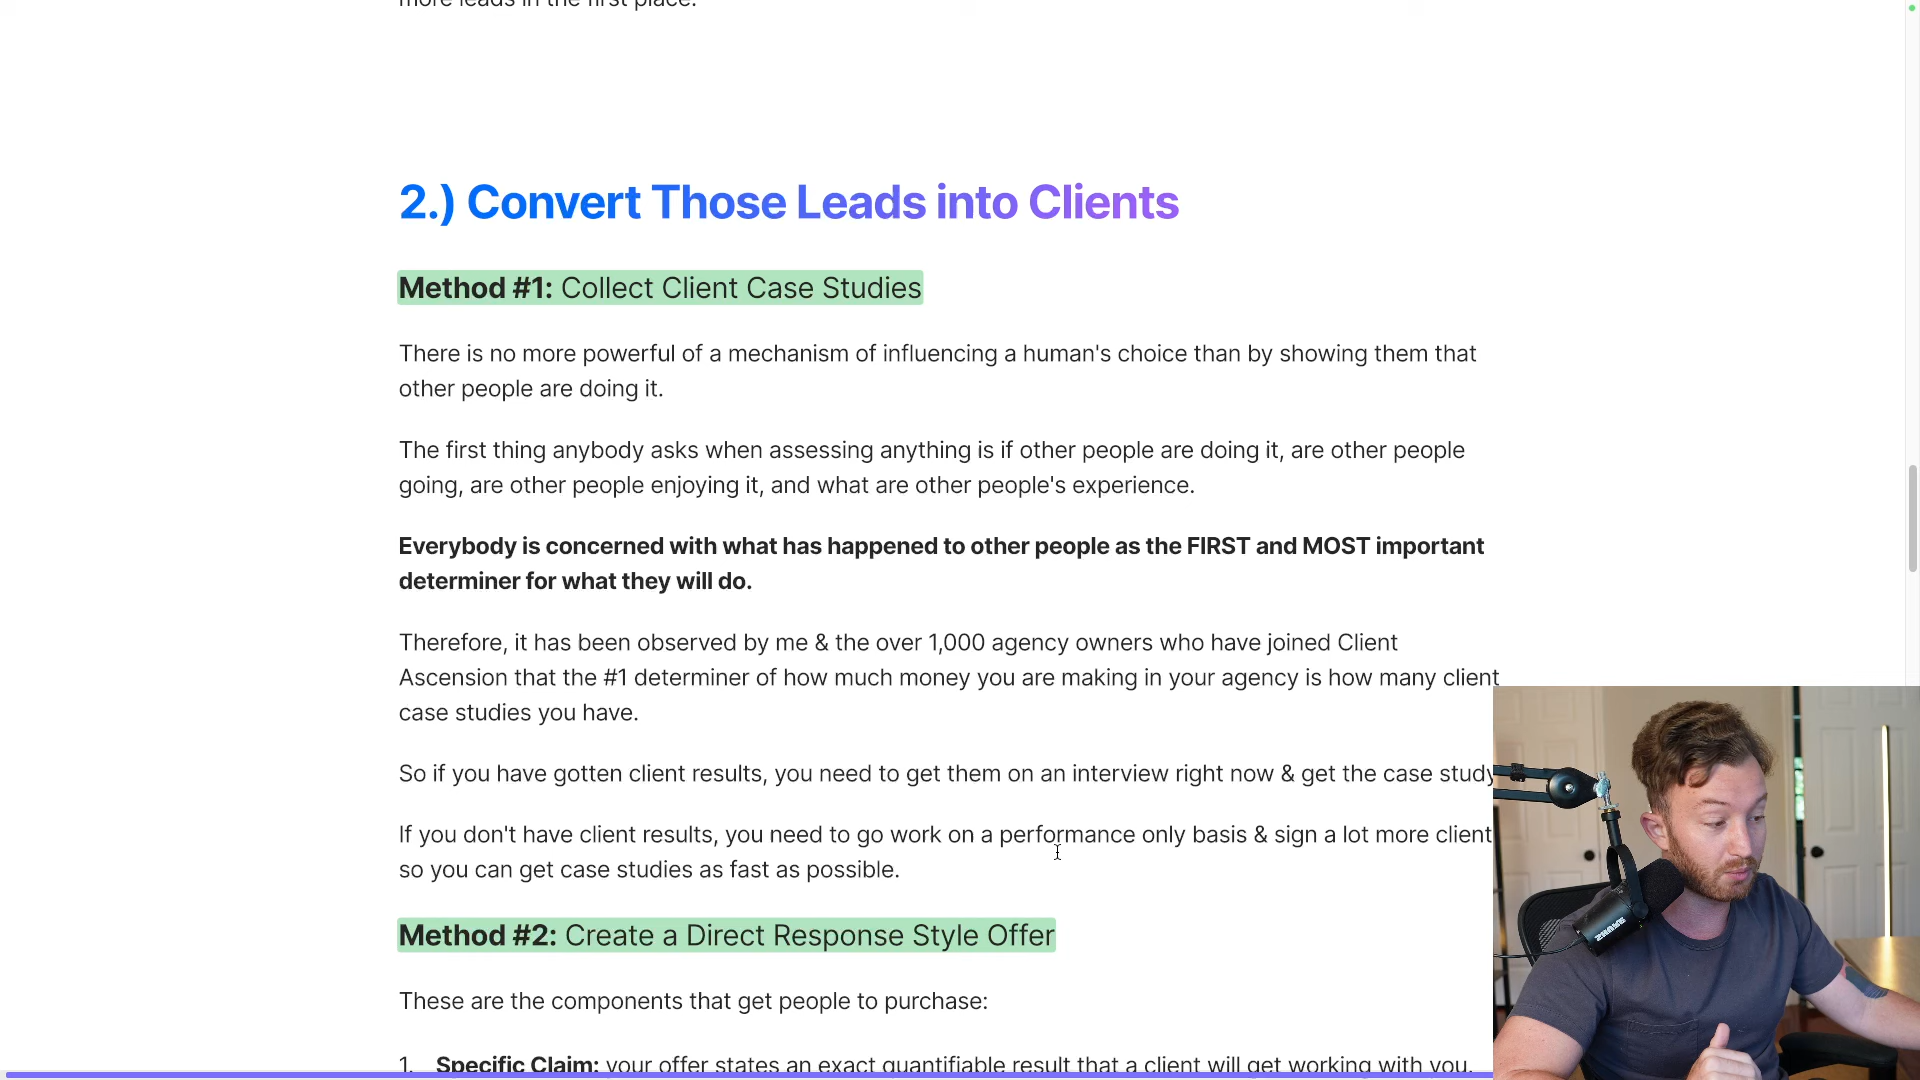 more leads in the first place.
2.) Convert Those Leads into Clients
Method #1: Collect Client Case Studies
There is no more powerful of a mechanism of influencing a human's choice than by showing them that
other people are doing it.
The first thing anybody asks when assessing anything is if other people are doing it, are other people
going, are other people enjoying it, and what are other people's experience.
Everybody is concerned with what has happened to other people as the FIRST and MOST important
determiner for what they will do.
Therefore, it has been observed by me & the over 1,000 agency owners who have joined Client
Ascension that the #1 determiner of how much money you are making in your agency is how many client
case studies you have.
So if you have gotten client results, you need to get them on an interview right now & get the case study
If you don't have client results, you need to go work on a performance only basis & sign a lot more client
so you can get case studies as fast as possible.
Method #2: Create a Direct Response Style Offer
These are the components that get people to purchase:
1. Specific Claim: your offer states an exact quantifiable result that a client will get working with you.